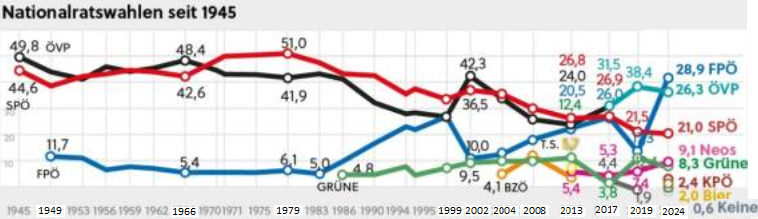 Nationalratswahlen seit 1945
49,8 ÖVP
48,4
51,0
42,3
26,8
31,5
38,4
28,9 FPÖ
24,0
26,9
20,5
26,0
26,3 ÖVP
12,4
44,6
SPÖ
42,6
41,9
36,5
21,5
21,0 SPÖ
11,7
FPÖ
5,4
6,1
5,0
4,8
GRÜNE
10,0
9,5
T.S.
4,1 BZÖ
5,4
5,3
4,4
3,8
1,9
9,1 Neos
8,3 Grüne
2,4 KPÖ
2,0 Bier
0,6 Keine
30
10
1945 1949 1953 1956 1959 1962 1966 1970 1971 1975 1979 1983 1986 1990 1994 1995 1999 2002 2004 2008 2013 2017 2019 2024